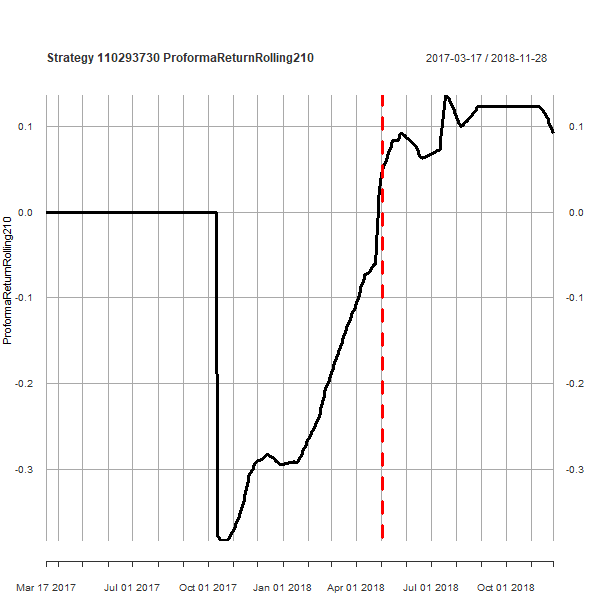 Strategy 110293730 ProformaReturnRolling210
2017-03-17 / 2018-11-28
ProformaReturnRolling210
0.1
0.1
0.0
0.0
-0.1
-0.1
-0.2
-0.2
-0.3
-0.3
Mar 17 2017 Jul 01 2017 Oct 01 2017 Jan 01 2018 Apr 01 2018 Jul 01 2018 Oct 01 2018